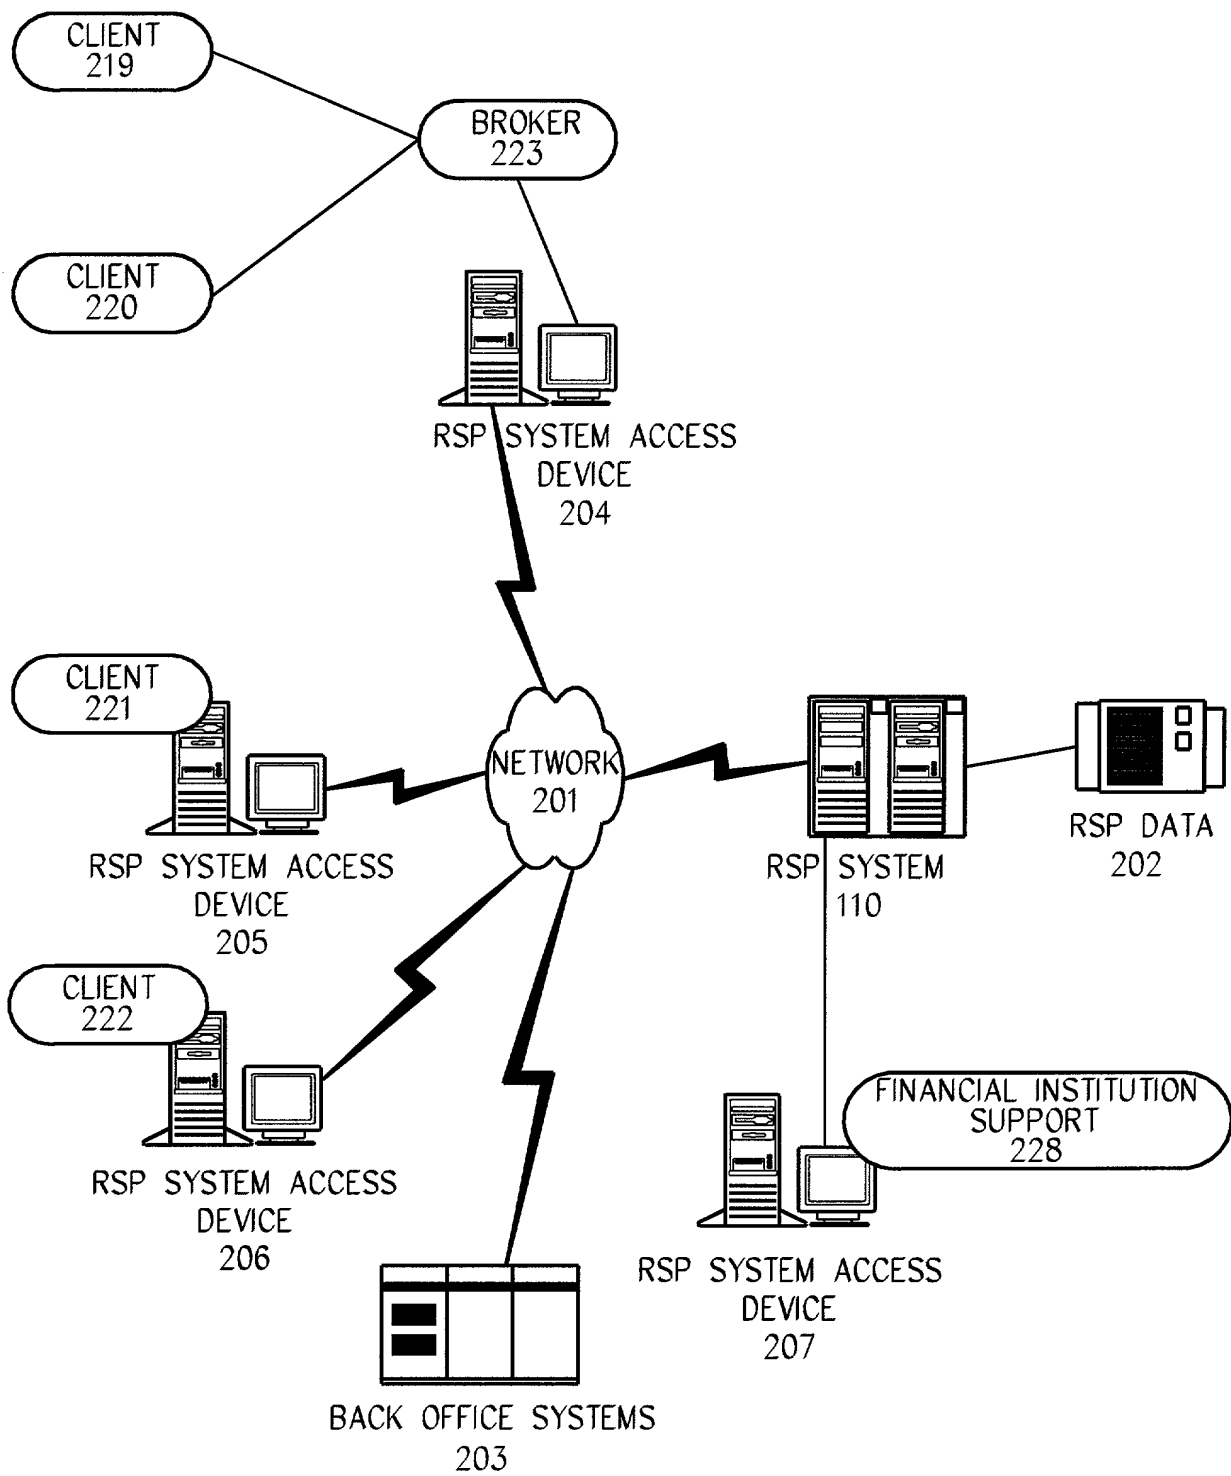 CLIENT
219
BROKER
223
CLIENT
220
RSP SYSTEM ACCESS
DEVICE
204
CLIENT
221
NETWORK
201
RSP SYSTEM ACCESS
DEVICE
205
RSP SYSTEM
110
RSP DATA
202
CLIENT
222
RSP SYSTEM ACCESS
DEVICE
206
FINANCIAL INSTITUTION
SUPPORT
228
RSP SYSTEM ACCESS
DEVICE
207
BACK OFFICE SYSTEMS
203